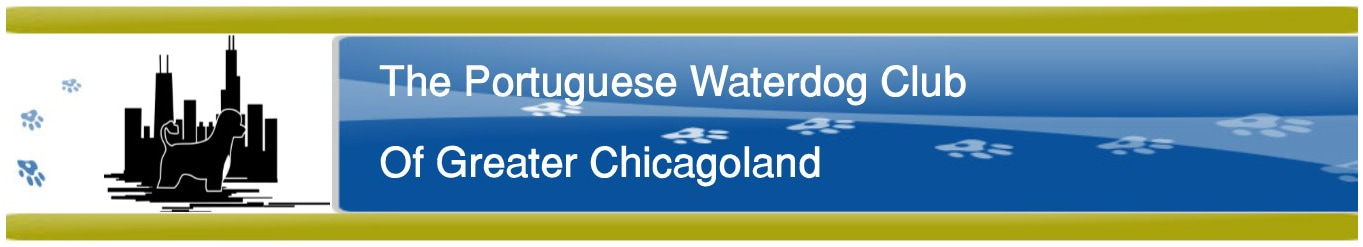 The Portuguese Waterdog Club
Of Greater Chicagoland